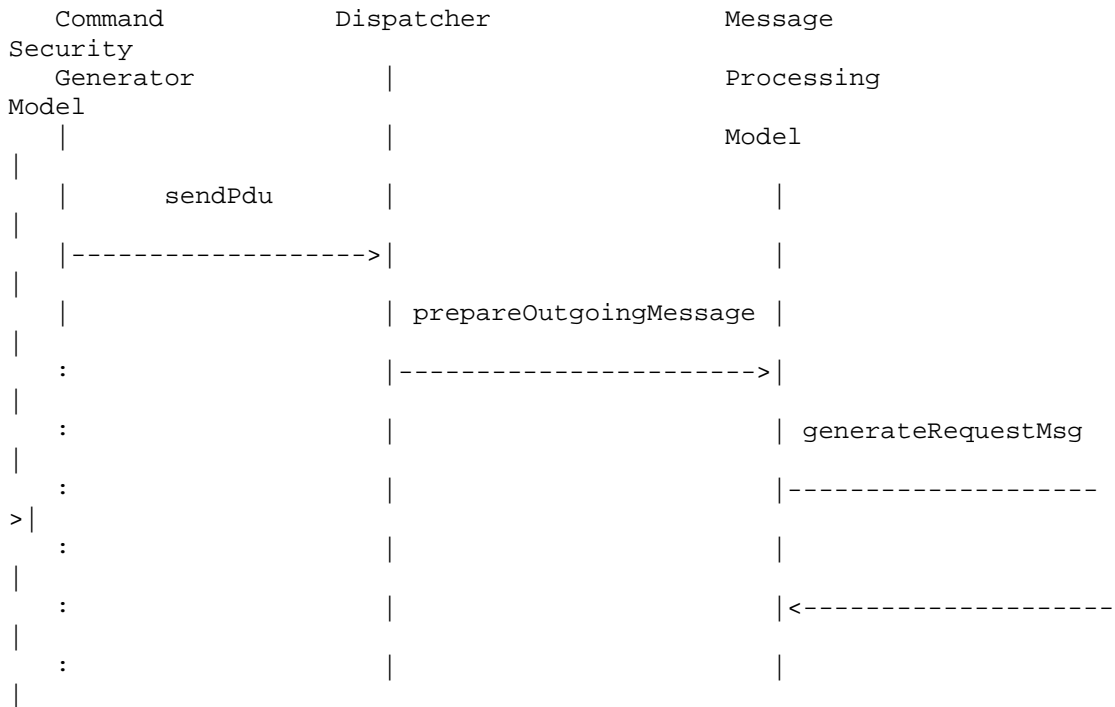 Command           Dispatcher               Message
Security
   Generator            |                     Processing
Model
   |                    |                     Model
|
   |      sendPdu       |                        |
|
   |------------------->|                        |
|
   |                    | prepareOutgoingMessage |
|
   :                    |----------------------->|
|
   :                    |                        | generateRequestMsg
|
   :                    |                        |--------------------
>|
   :                    |                        |
|
   :                    |                        |<--------------------
|
   :                    |                        |
|